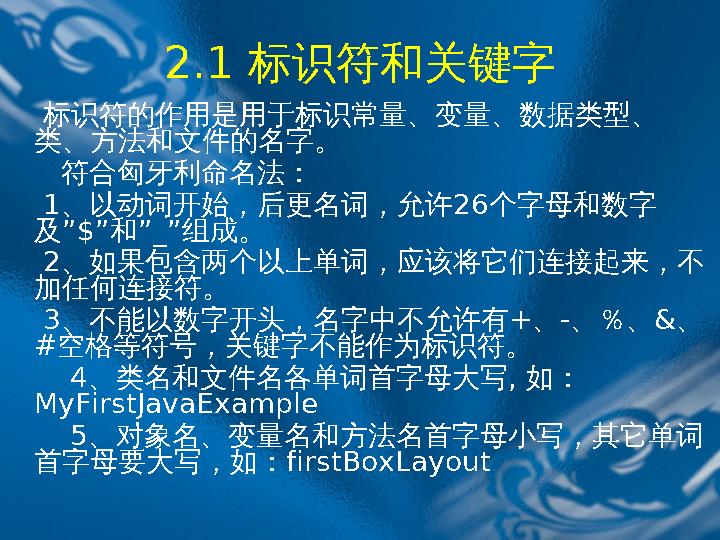 2.1 标识符和关键字
标识符的作用是用于标识常量、变量、数据类型、
类、方法和文件的名字。
符合匈牙利命名法：
1、以动词开始，后更名词，允许26个字母和数字
及”$”和”_”组成。
2、如果包含两个以上单词，应该将它们连接起来，不
加任何连接符。
3、不能以数字开头，名字中不允许有+、-、％、&、
#空格等符号，关键字不能作为标识符。
4、类名和文件名各单词首字母大写, 如：
MyFirstJavaExample
5、对象名、变量名和方法名首字母小写，其它单词
首字母要大写，如：firstBoxLayout